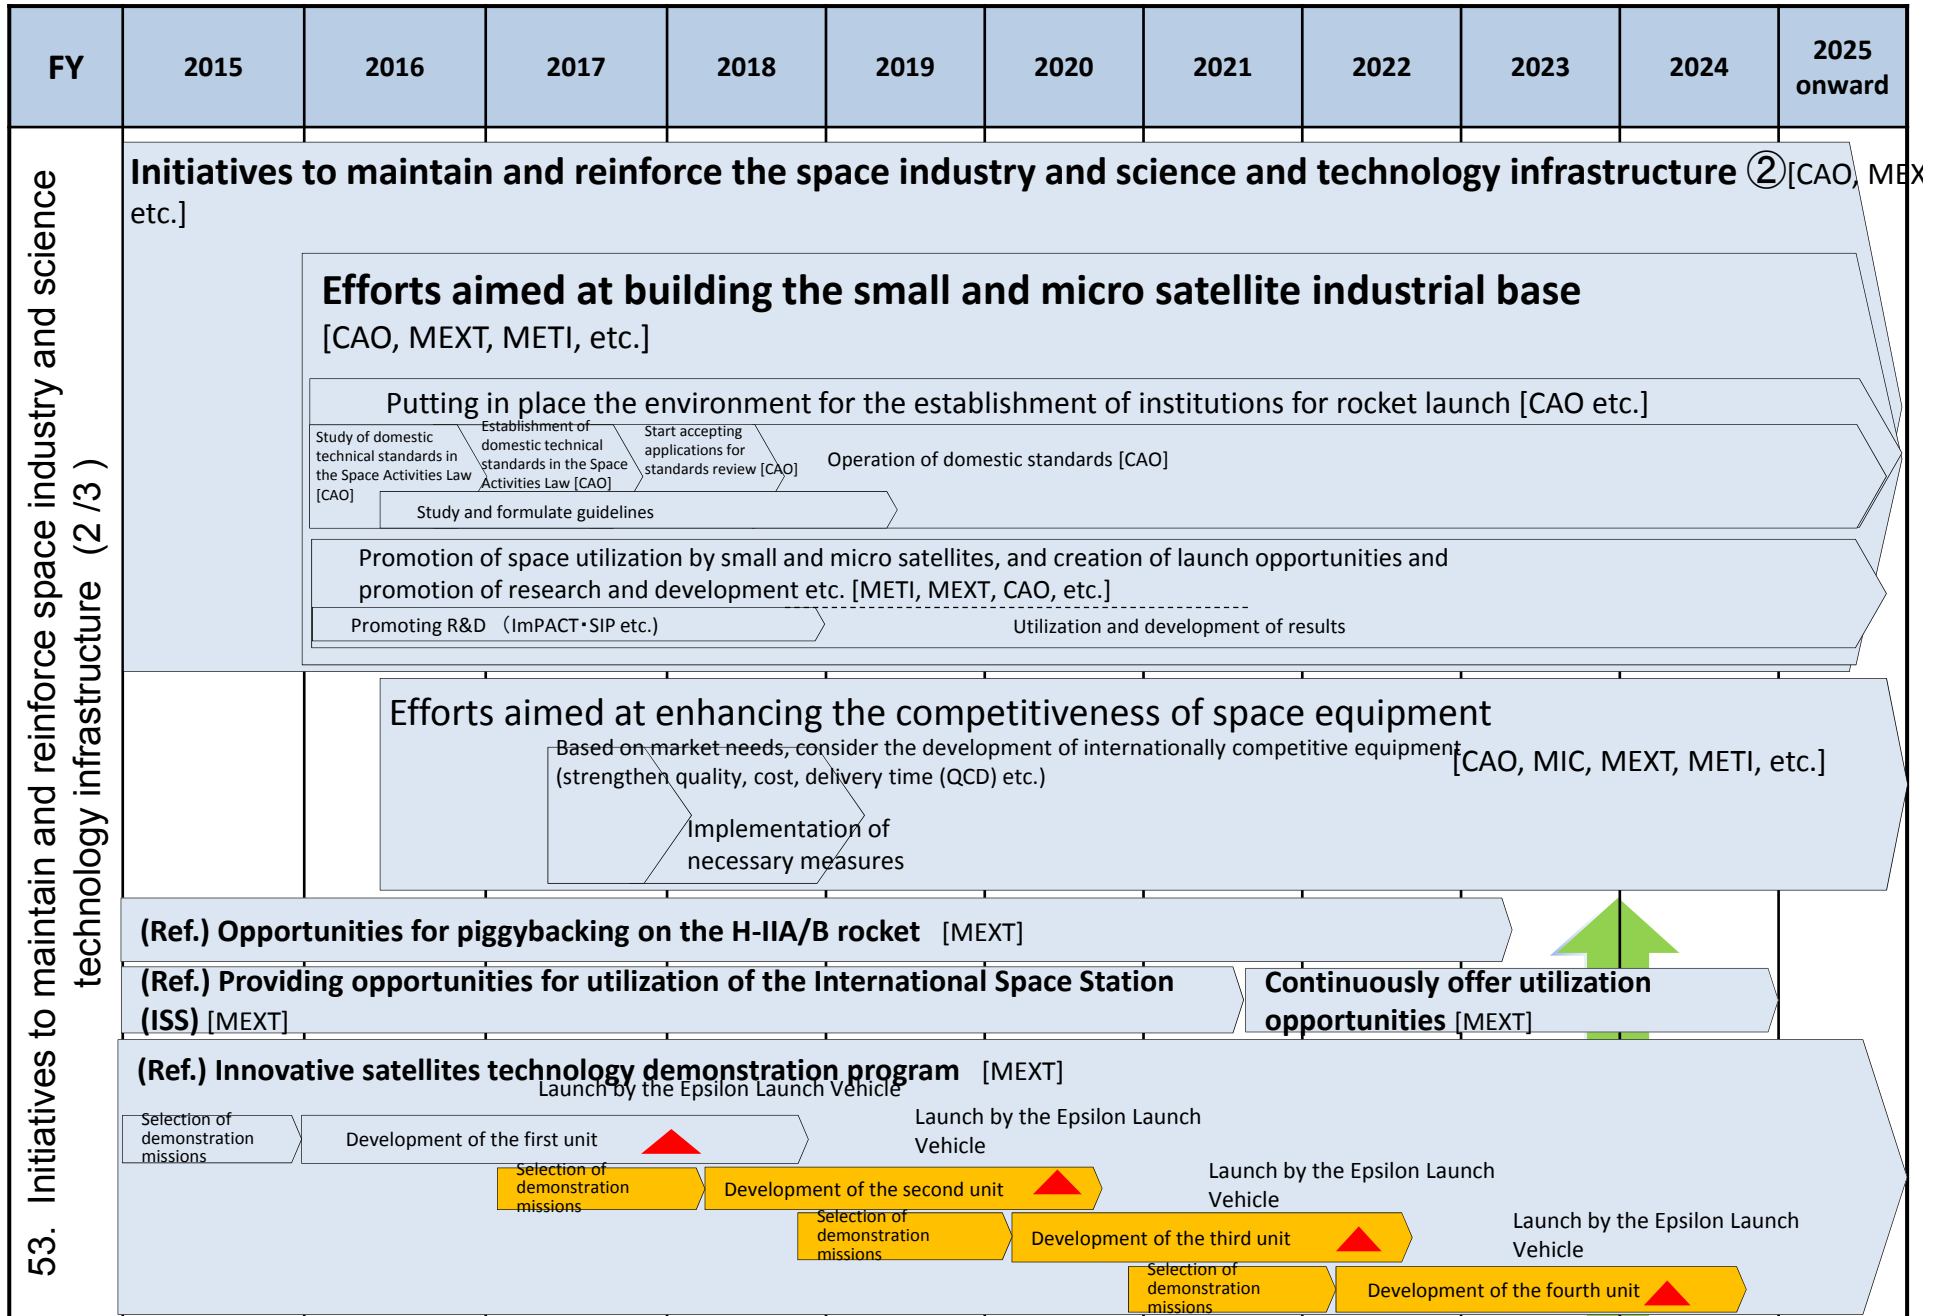 FY
2015
2016
2017
2018
2019
2020
2021
2022
2023
2024
2025
onward
53. Initiatives to maintain and reinforce space industry and science
technology infrastructure (2 /3 )
Initiatives to maintain and reinforce the space industry and science and technology infrastructure ②[CAO, MEX
etc.]
Efforts aimed at building the small and micro satellite industrial base
[CAO, MEXT, METI, etc.]
Putting in place the environment for the establishment of institutions for rocket launch [CAO etc.]
Study of domestic
technical standards in
the Space Activities Law
[CAO]
Establishment of
domestic technical
standards in the Space
Activities Law [CAO]
Start accepting
applications for
standards review [CAO]
Operation of domestic standards [CAO]
Study and formulate guidelines
Promotion of space utilization by small and micro satellites, and creation of launch opportunities and
promotion of research and development etc. [METI, MEXT, CAO, etc.]
Promoting R&D （ImPACT・SIP etc.)
Utilization and development of results
Efforts aimed at enhancing the competitiveness of space equipment
Based on market needs, consider the development of internationally competitive equipment
(strengthen quality, cost, delivery time (QCD) etc.)
[CAO, MIC, MEXT, METI, etc.]
Implementation of
necessary measures
(Ref.) Opportunities for piggybacking on the H-IIA/B rocket [MEXT]
(Ref.) Providing opportunities for utilization of the International Space Station
(ISS) [MEXT]
Continuously offer utilization
opportunities [MEXT]
(Ref.) Innovative satellites technology demonstration program [MEXT]
Launch by the Epsilon Launch Vehicle
Selection of
demonstration
missions
Development of the first unit
Launch by the Epsilon Launch
Vehicle
Selection of
demonstration
missions
Development of the second unit
Launch by the Epsilon Launch
Vehicle
Selection of
demonstration
missions
Development of the third unit
Launch by the Epsilon Launch
Vehicle
Selection of
demonstration
missions
Development of the fourth unit